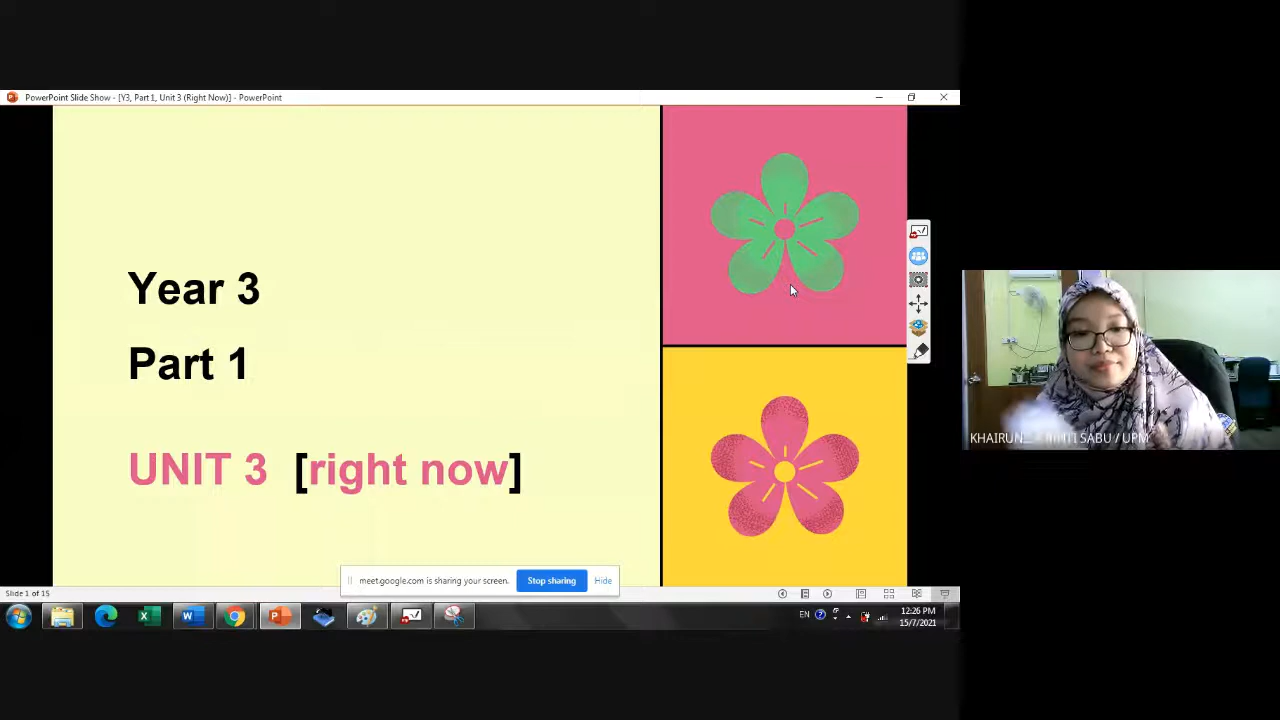 PowerPoint Slide Show - [Y3, Part 1, Unit 3 (Right Now)] - PowerPoint
Year 3
Part 1
UNIT 3 [right now]
meet.google.com is sharing your screen.
Stop sharing
Hide
Slide 1 of 15
EN
12:26 PM
15/7/2021
SABU / UPM